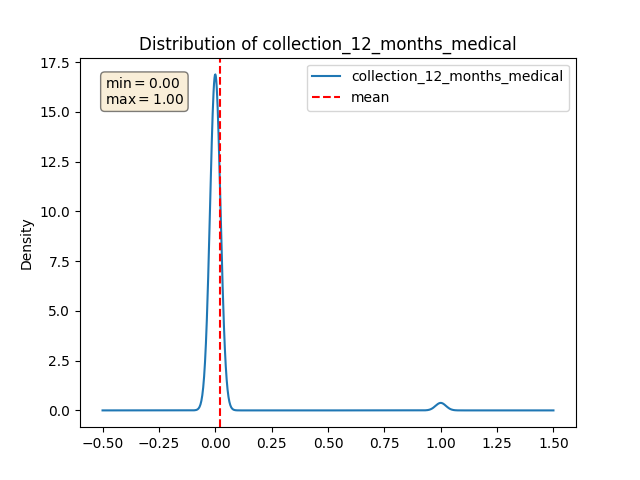 Distribution of collection_12_months_medical
17.5
15.0
12.5
10.0
7.5
5.0
2.5
0.0
Density
min = 0.00
max = 1.00
collection_12_months_medical
mean
−0.50 −0.25 0.00 0.25 0.50 0.75 1.00 1.50